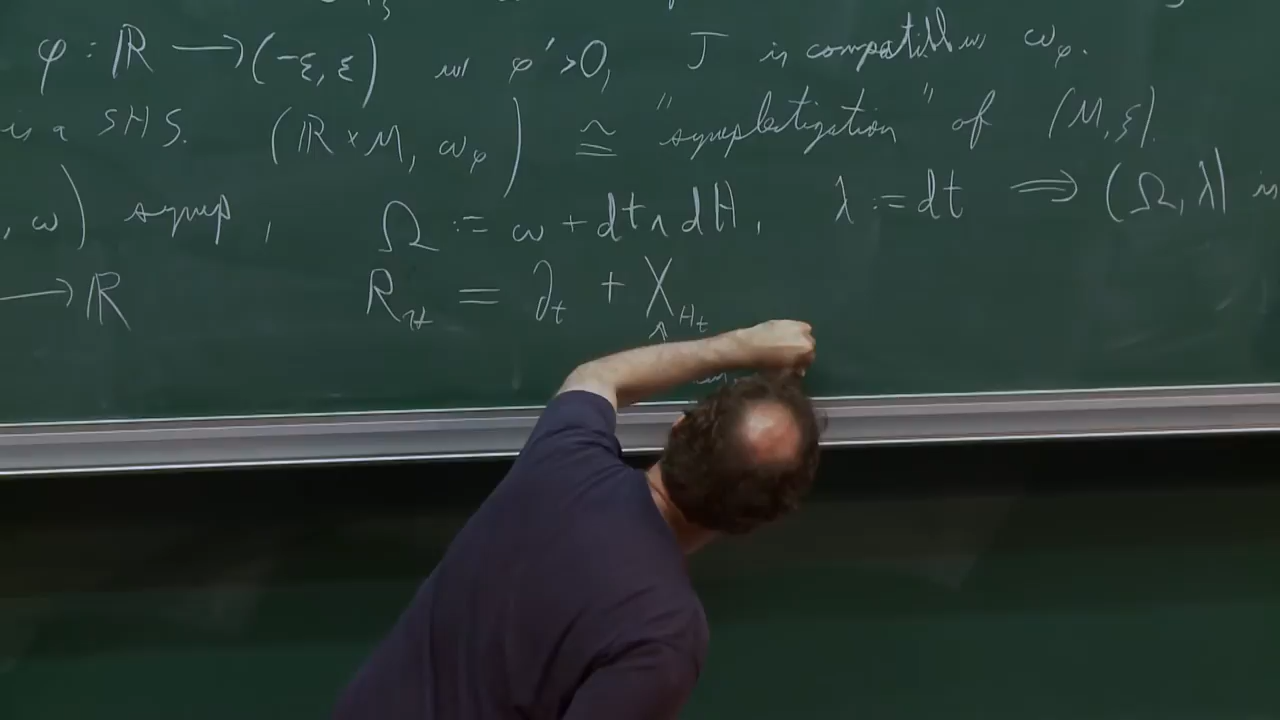 φ : ℝ → (-ε, ε) w/ φ' > 0, J is compatible w/ ω_φ.
is a SHS. (ℝ × M, ω_φ) ≅ "symplectization" of (M, ξ).
, ω) symp, Ω := ω + dt ∧ dH, λ := dt ⟹ (Ω, λ) is
→ ℝ R_ℋ = ∂_t + X_{H_t}